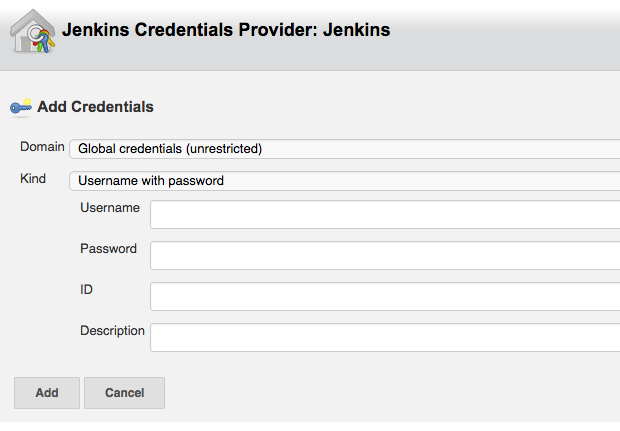 Jenkins Credentials Provider: Jenkins
Add Credentials
Domain Global credentials (unrestricted)
Kind Username with password
Username
Password
ID
Description
Add Cancel